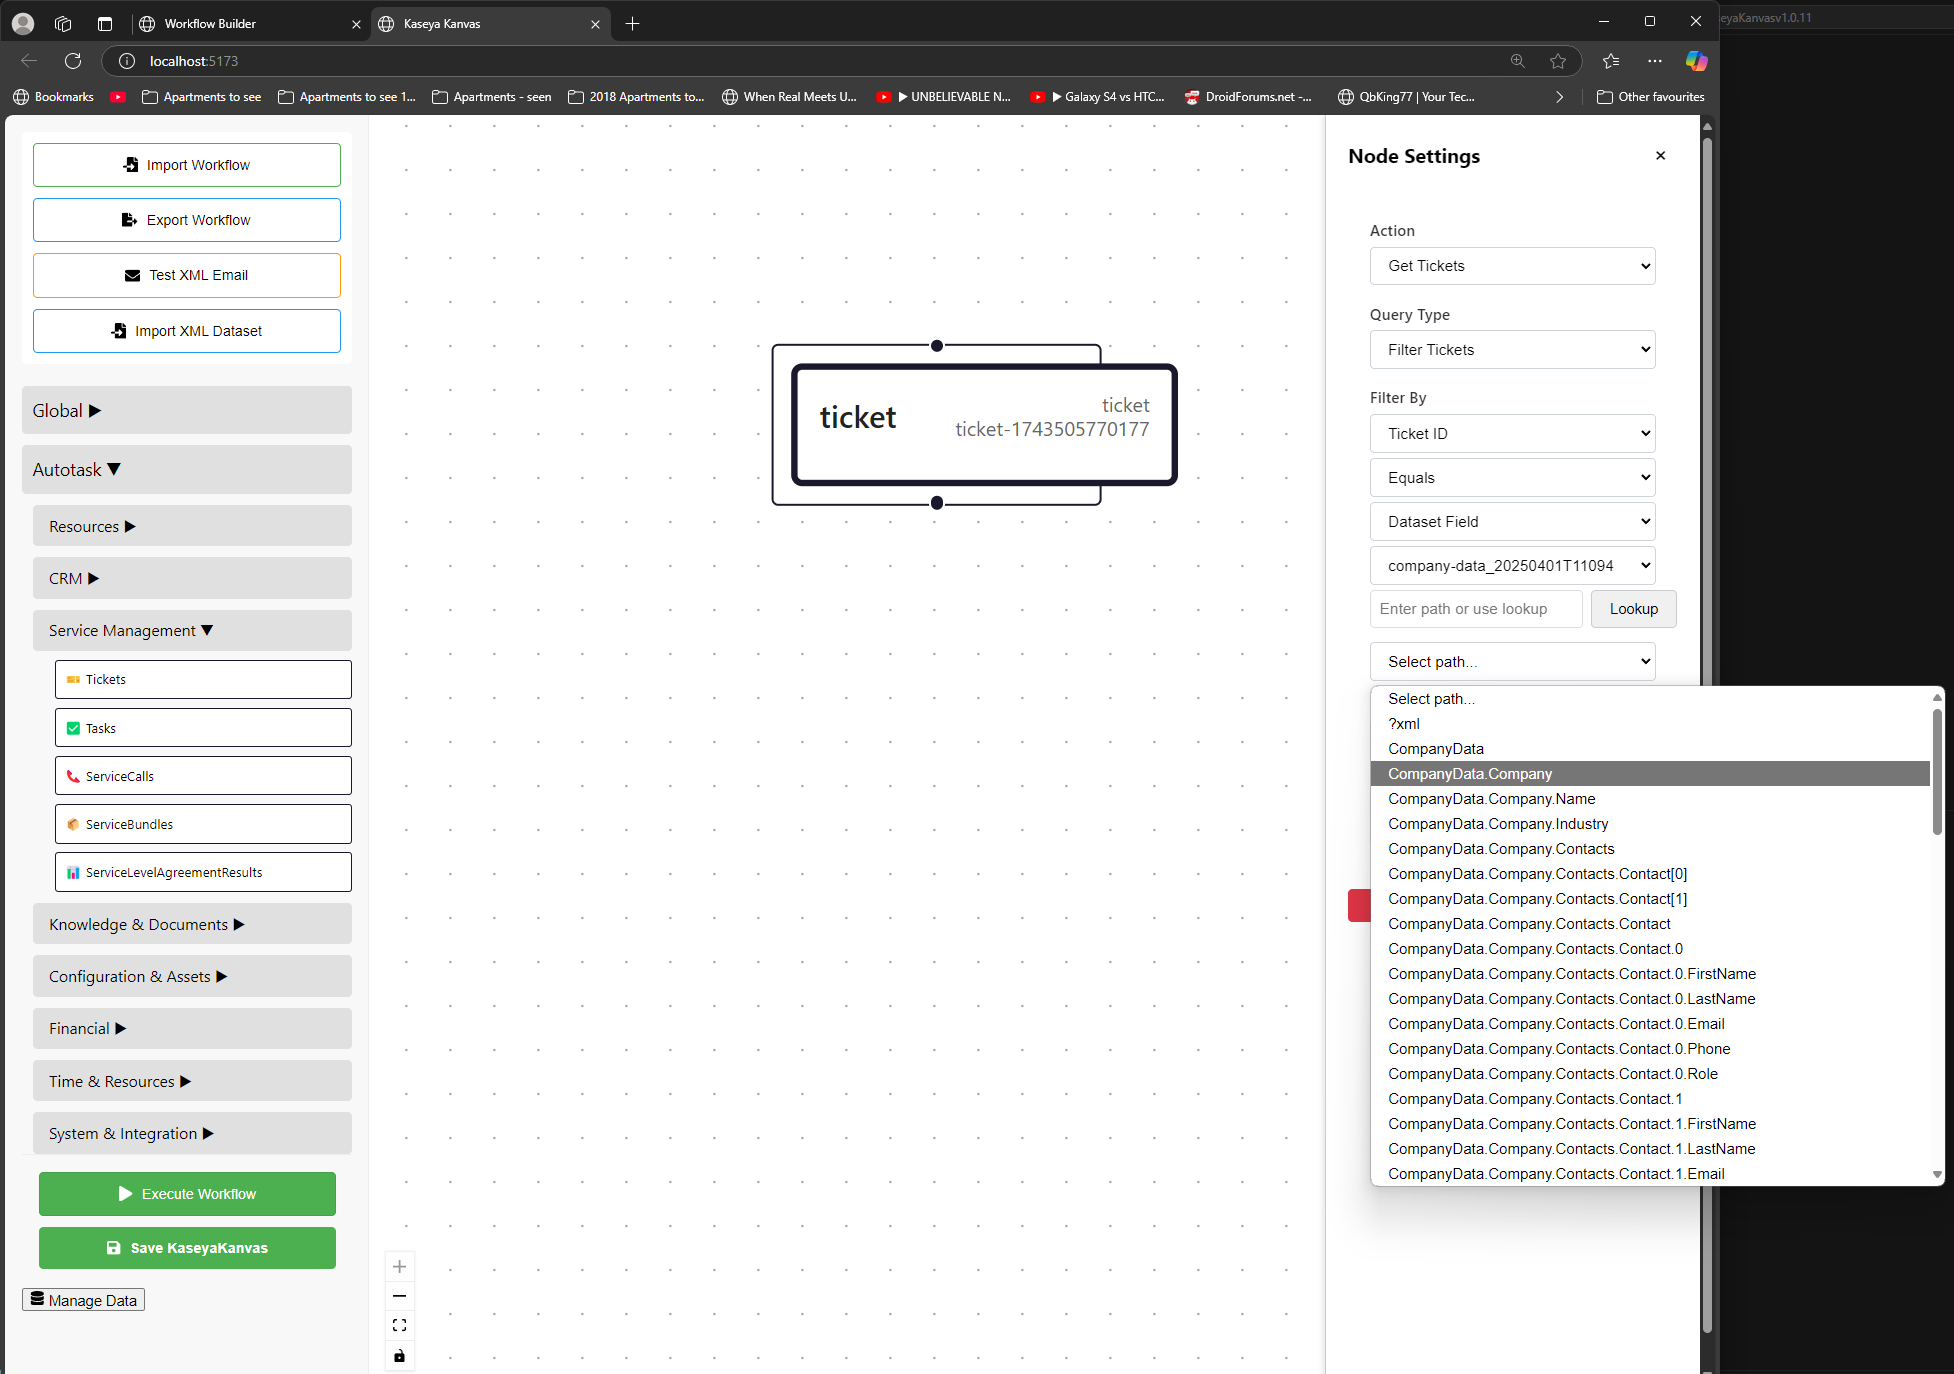 Workflow Builder
Kaseya Kanvas
eyaKanvasv1.0.11
localhost:5173
Bookmarks
Apartments to see
Apartments to see 1...
Apartments - seen
2018 Apartments to...
When Real Meets U...
▶ UNBELIEVABLE N...
▶ Galaxy S4 vs HTC...
DroidForums.net -...
QbKing77 | Your Tec...
Other favourites
Import Workflow
Export Workflow
Test XML Email
Import XML Dataset
Global ▶
Autotask ▼
Resources ▶
CRM ▶
Service Management ▼
Tickets
Tasks
ServiceCalls
ServiceBundles
ServiceLevelAgreementResults
Knowledge & Documents ▶
Configuration & Assets ▶
Financial ▶
Time & Resources ▶
System & Integration ▶
Execute Workflow
Save KaseyaKanvas
Manage Data
ticket
ticket
ticket-1743505770177
Node Settings
Action
Get Tickets
Query Type
Filter Tickets
Filter By
Ticket ID
Equals
Dataset Field
company-data_20250401T11094
Enter path or use lookup
Lookup
Select path...
Select path...
?xml
CompanyData
CompanyData.Company
CompanyData.Company.Name
CompanyData.Company.Industry
CompanyData.Company.Contacts
CompanyData.Company.Contacts.Contact[0]
CompanyData.Company.Contacts.Contact[1]
CompanyData.Company.Contacts.Contact
CompanyData.Company.Contacts.Contact.0
CompanyData.Company.Contacts.Contact.0.FirstName
CompanyData.Company.Contacts.Contact.0.LastName
CompanyData.Company.Contacts.Contact.0.Email
CompanyData.Company.Contacts.Contact.0.Phone
CompanyData.Company.Contacts.Contact.0.Role
CompanyData.Company.Contacts.Contact.1
CompanyData.Company.Contacts.Contact.1.FirstName
CompanyData.Company.Contacts.Contact.1.LastName
CompanyData.Company.Contacts.Contact.1.Email